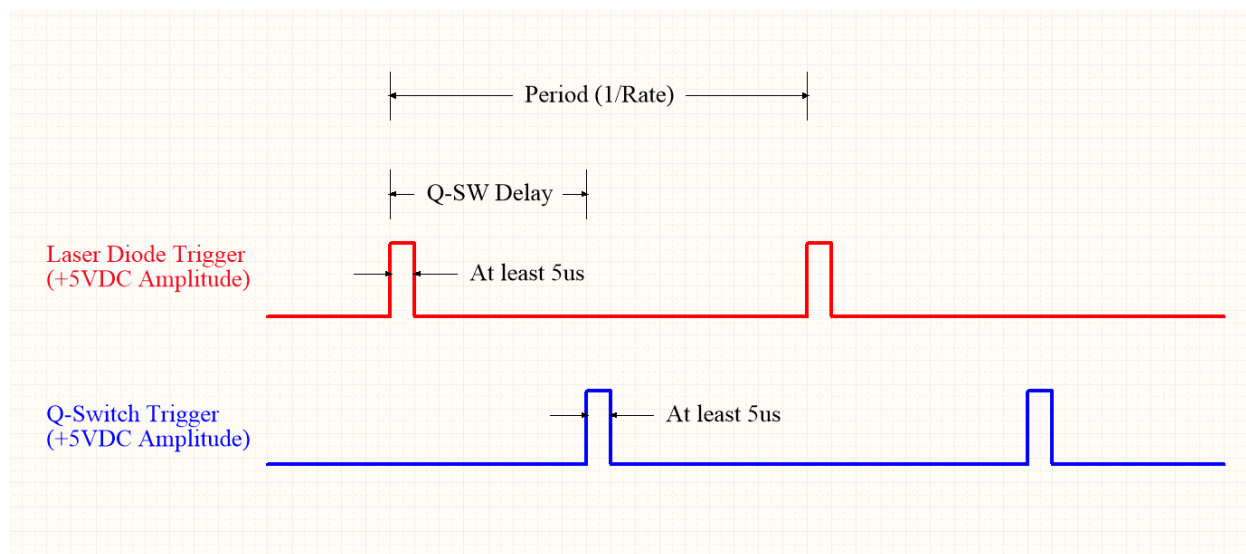 Period (1/Rate)
Q-SW Delay
Laser Diode Trigger
(+5VDC Amplitude)
At least 5us
Q-Switch Trigger
(+5VDC Amplitude)
At least 5us